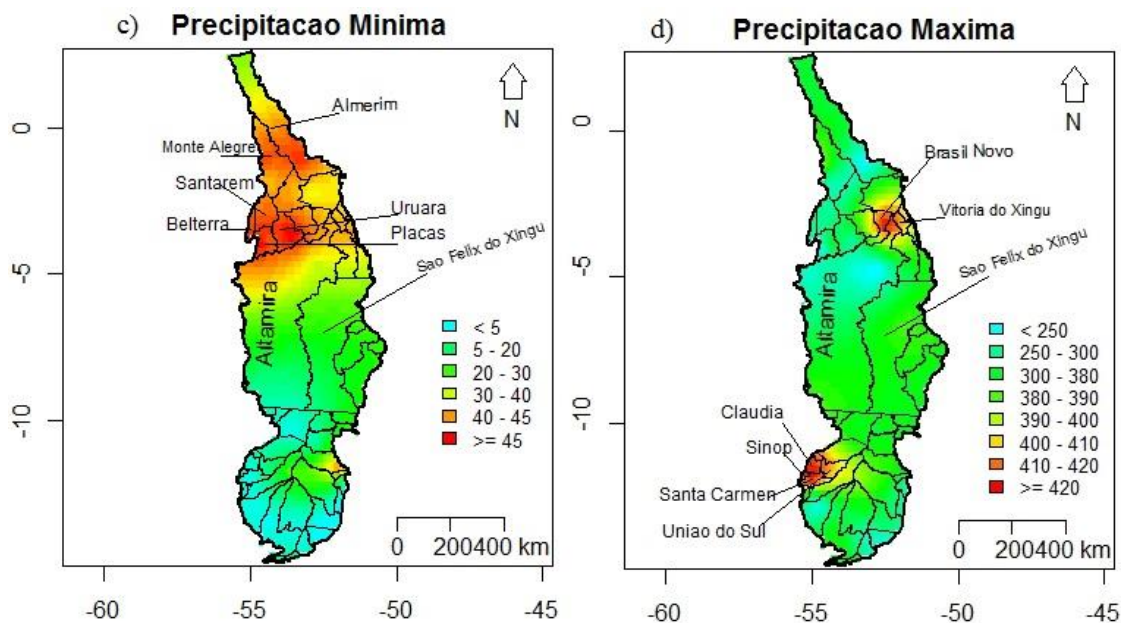 c) Precipitacao Minima
N
Almerim
Monte Alegre
Santarem
Belterra
Uruara
Placas
Sao Felix do Xingu
Altamira
< 5
5 - 20
20 - 30
30 - 40
40 - 45
>= 45
0 200400 km
0
-5
-10
-60 -55 -50 -45
d) Precipitacao Maxima
N
Brasil Novo
Vitoria do Xingu
Sao Felix do Xingu
Altamira
Claudia
Sinop
Santa Carmen
Uniao do Sul
< 250
250 - 300
300 - 380
380 - 390
390 - 400
400 - 410
410 - 420
>= 420
0 200400 km
0
-5
-10
-60 -55 -50 -45